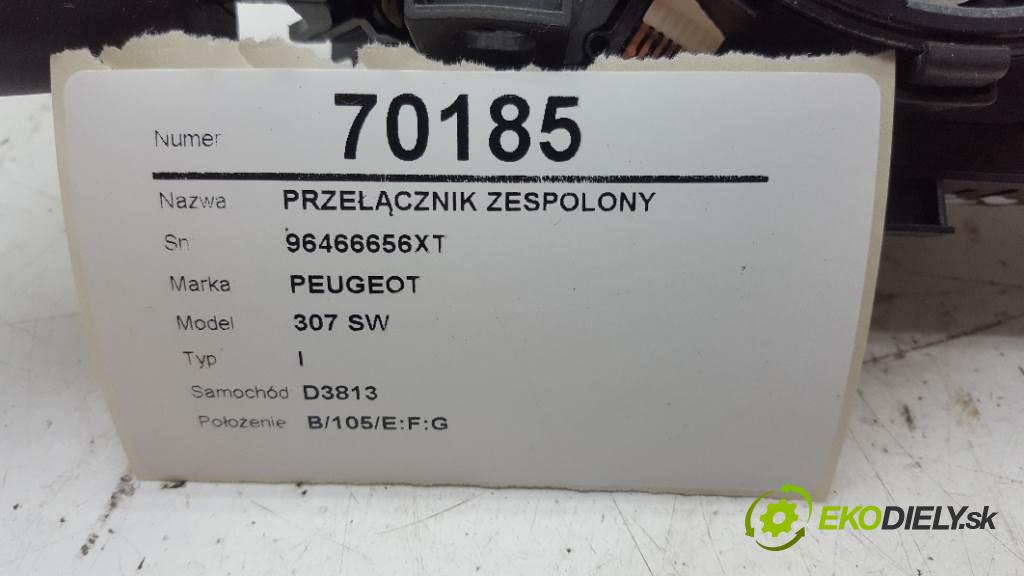 Numer 70185
Nazwa PRZEŁĄCZNIK ZESPOLONY
Sn 96466656XT
Marka PEUGEOT
Model 307 SW
Typ I
Samochód D3813
Położenie B/105/E:F:G
EKODIELY.sk